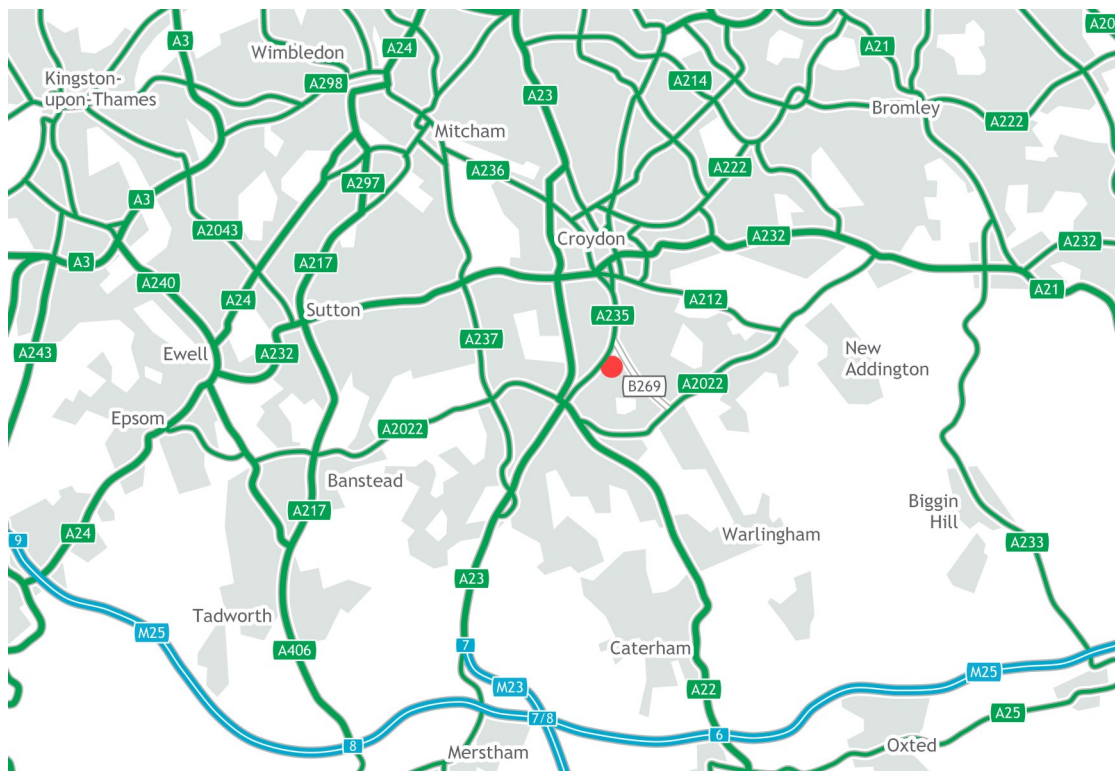 A3
A24
A21
A20
Wimbledon
Kingston-
upon-Thames
A298
A23
A214
Bromley
A222
Mitcham
A236
A222
A297
A3
A2043
Croydon
A232
A232
A3
A217
A240
A24
A212
A21
Sutton
A235
A243
Ewell
A232
A237
New
Addington
B269
A2022
Epsom
A2022
Banstead
A217
Biggin
Hill
A24
Warlingham
A233
9
A23
Tadworth
M25
A406
7
Caterham
M23
A22
M25
7/8
A25
8
6
Merstham
Oxted